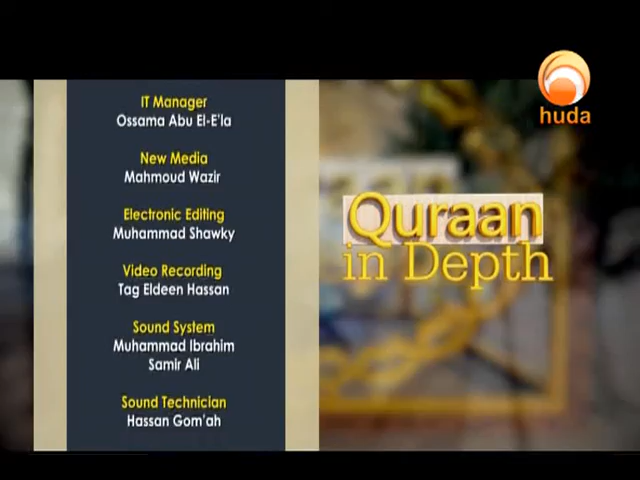 IT Manager
Ossama Abu El-E'la
New Media
Mahmoud Wazir
Electronic Editing
Muhammad Shawky
Video Recording
Tag Eldeen Hassan
Sound System
Muhammad Ibrahim
Samir Ali
Sound Technician
Hassan Gom'ah
huda
Quraan
in Depth